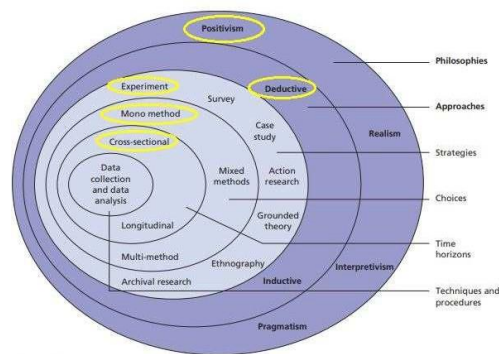 Positivism
Philosophies
Experiment
Deductive
Survey
Approaches
Mono method
Case
study
Realism
Cross-sectional
Strategies
Data
collection
and data
analysis
Mixed
methods
Action
research
Choices
Longitudinal
Grounded
theory
Time
horizons
Multi-method
Ethnography
Interpretivism
Archival research
Inductive
Techniques and
procedures
Pragmatism